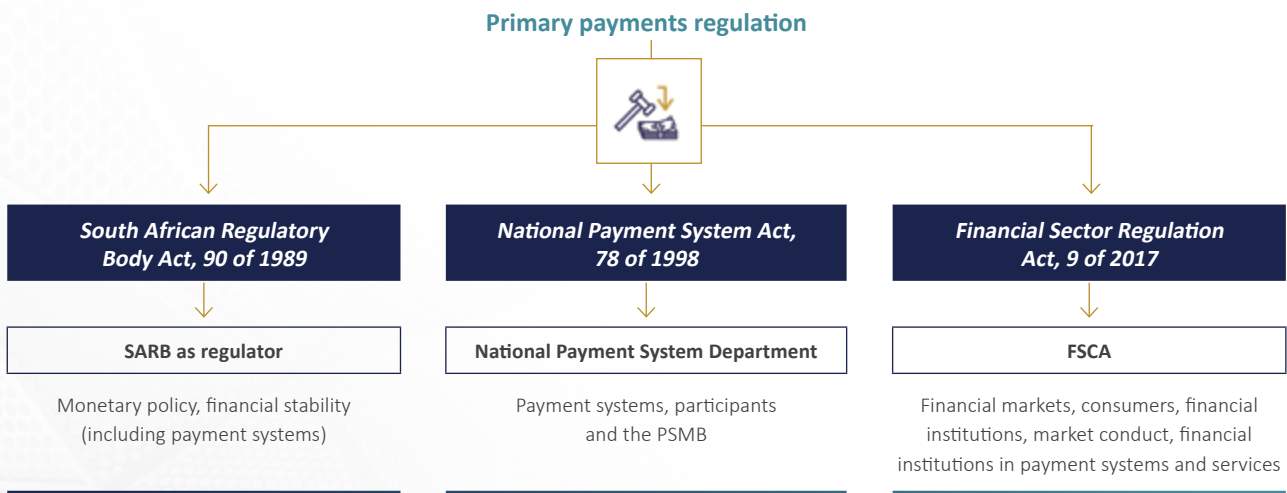 Primary payments regulation
South African Regulatory
Body Act, 90 of 1989
SARB as regulator
Monetary policy, financial stability
(including payment systems)
National Payment System Act,
78 of 1998
National Payment System Department
Payment systems, participants
and the PSMB
Financial Sector Regulation
Act, 9 of 2017
FSCA
Financial markets, consumers, financial
institutions, market conduct, financial
institutions in payment systems and services